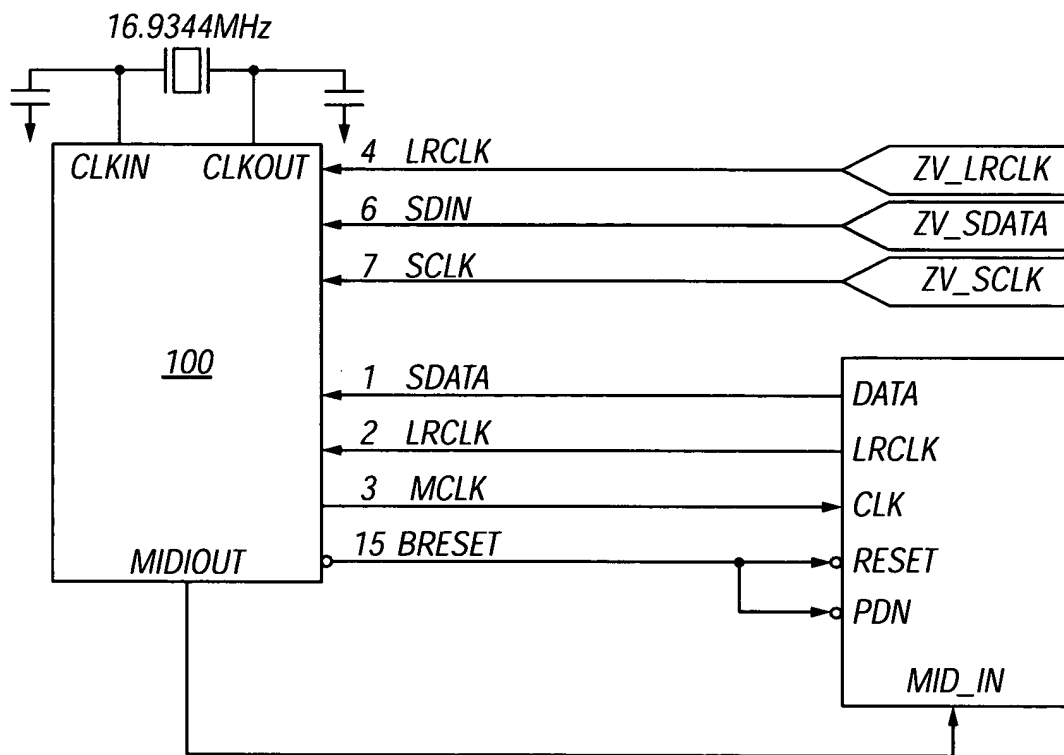 16.9344MHz
CLKIN CLKOUT
4 LRCLK
ZV_LRCLK
6 SDIN
ZV_SDATA
7 SCLK
ZV_SCLK
100
1 SDATA
DATA
2 LRCLK
LRCLK
3 MCLK
CLK
15 BRESET
RESET
MIDIOUT
PDN
MID_IN